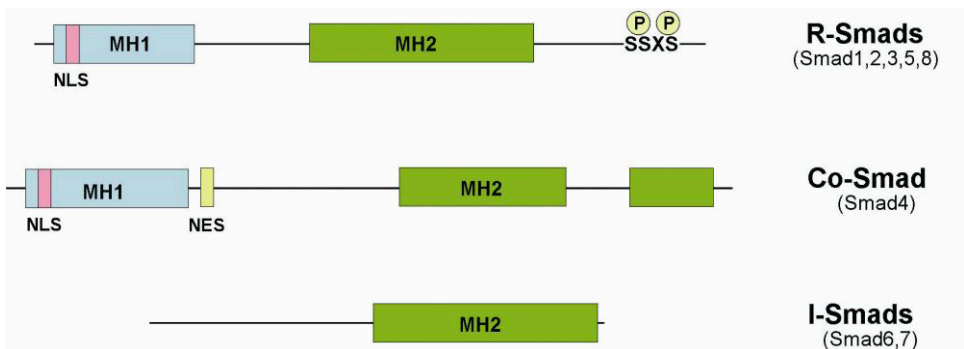 P P
MH1 MH2 SSXS R-Smads
(Smad1,2,3,5,8)
NLS
MH1 MH2 Co-Smad
(Smad4)
NLS NES
MH2 I-Smads
(Smad6,7)